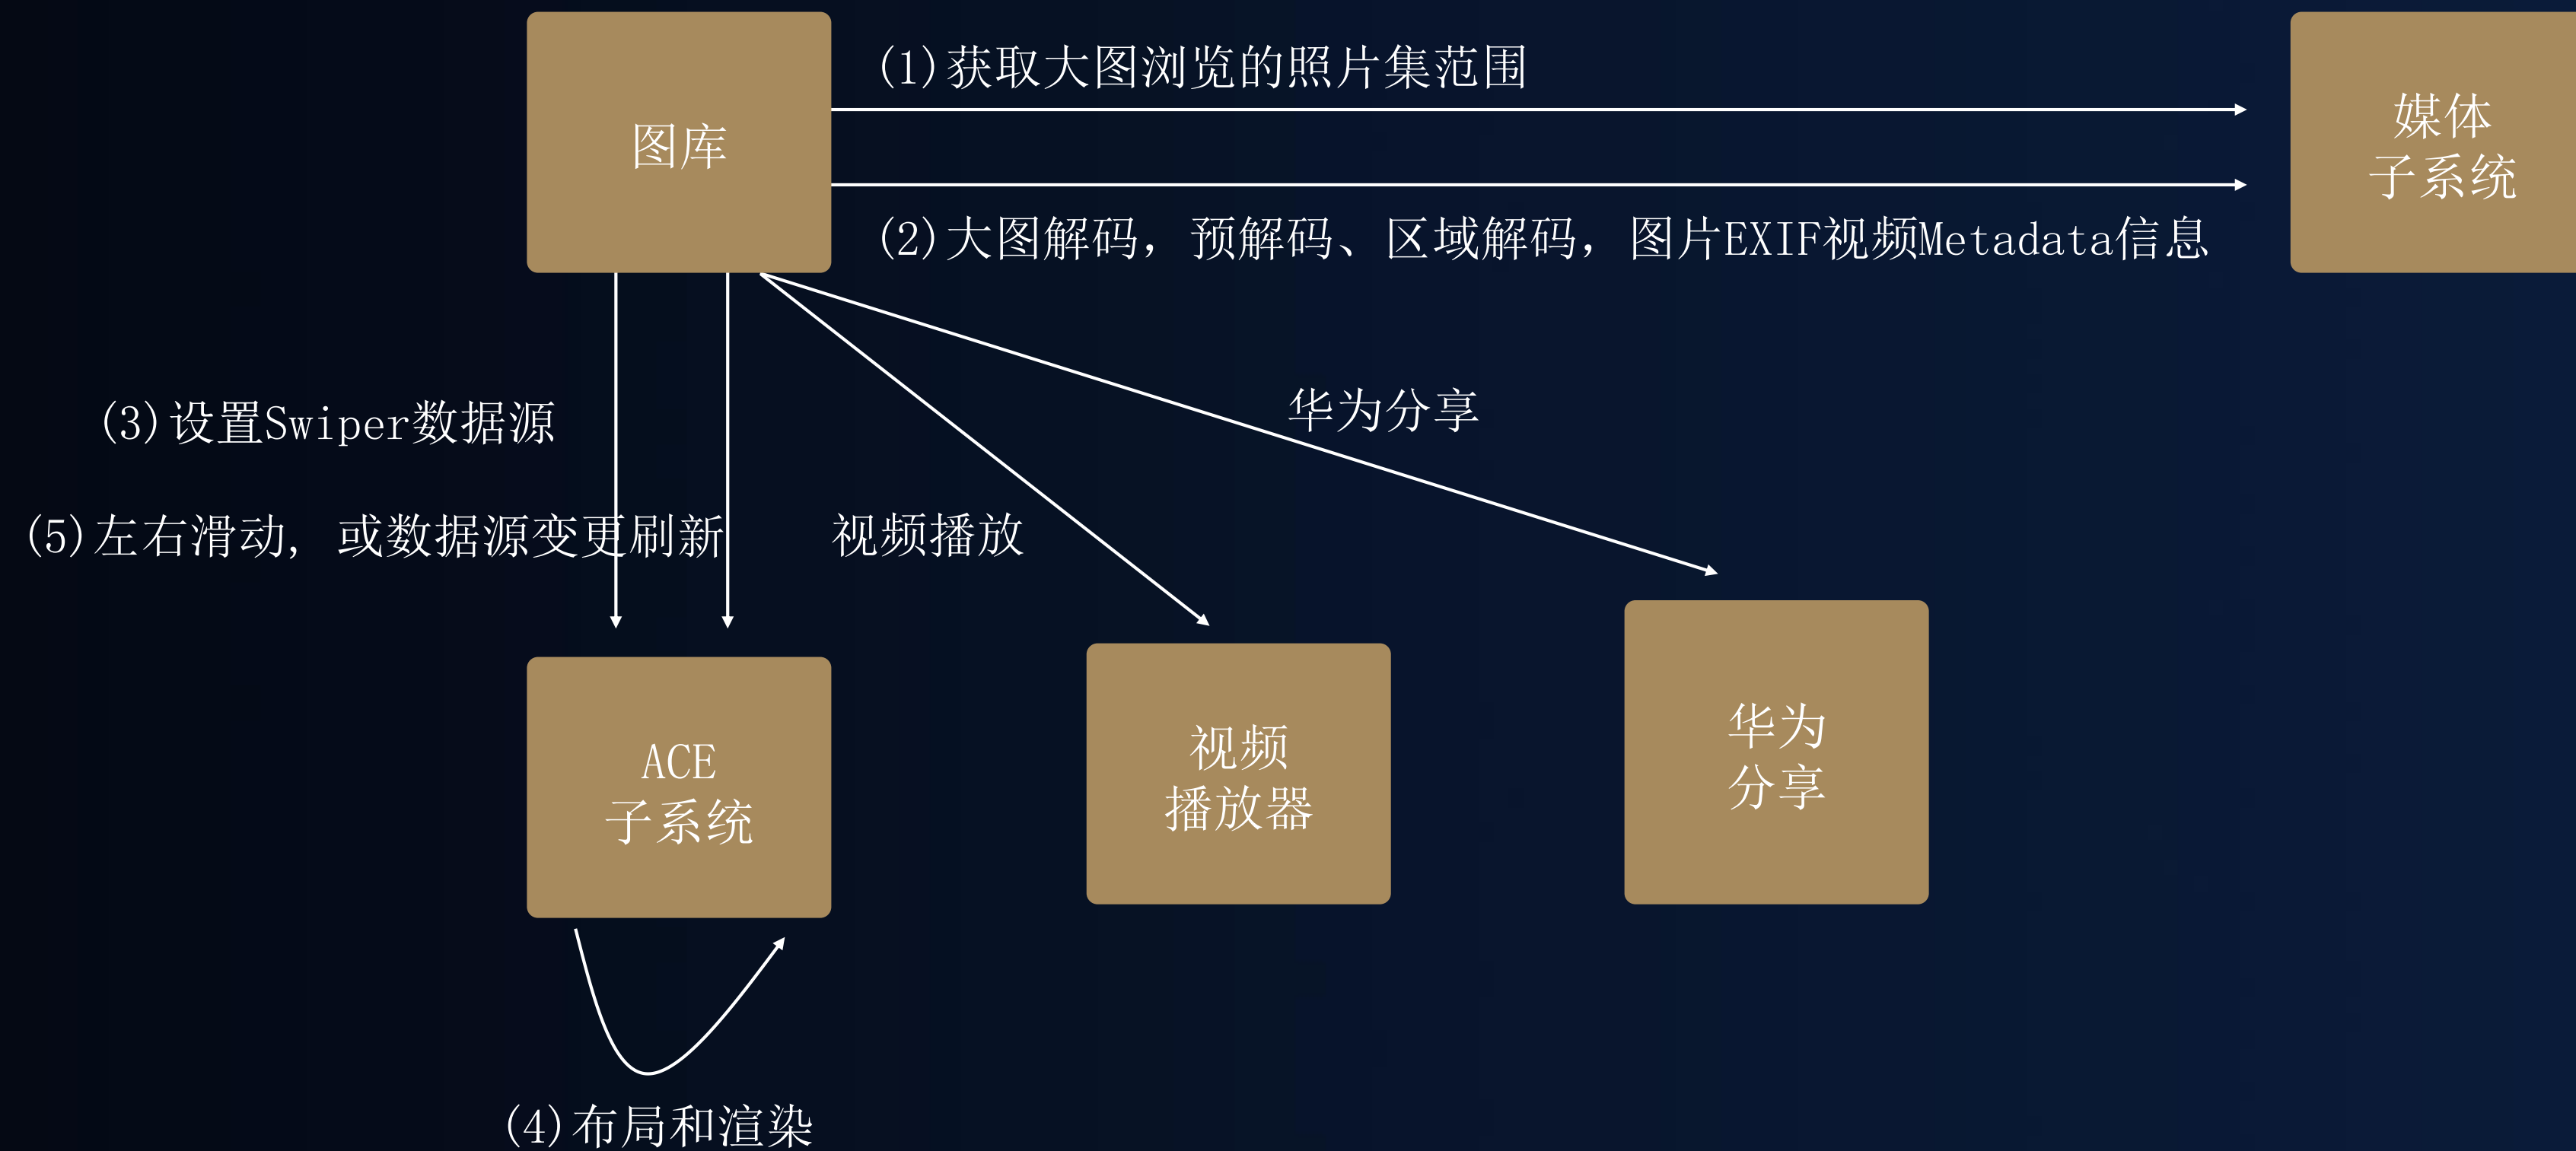 图库
(1)获取大图浏览的照片集范围
媒体
子系统
(2)大图解码，预解码、区域解码，图片EXIF视频Metadata信息
(3)设置Swiper数据源
华为分享
(5)左右滑动, 或数据源变更刷新
视频播放
ACE
子系统
视频
播放器
华为
分享
(4)布局和渲染